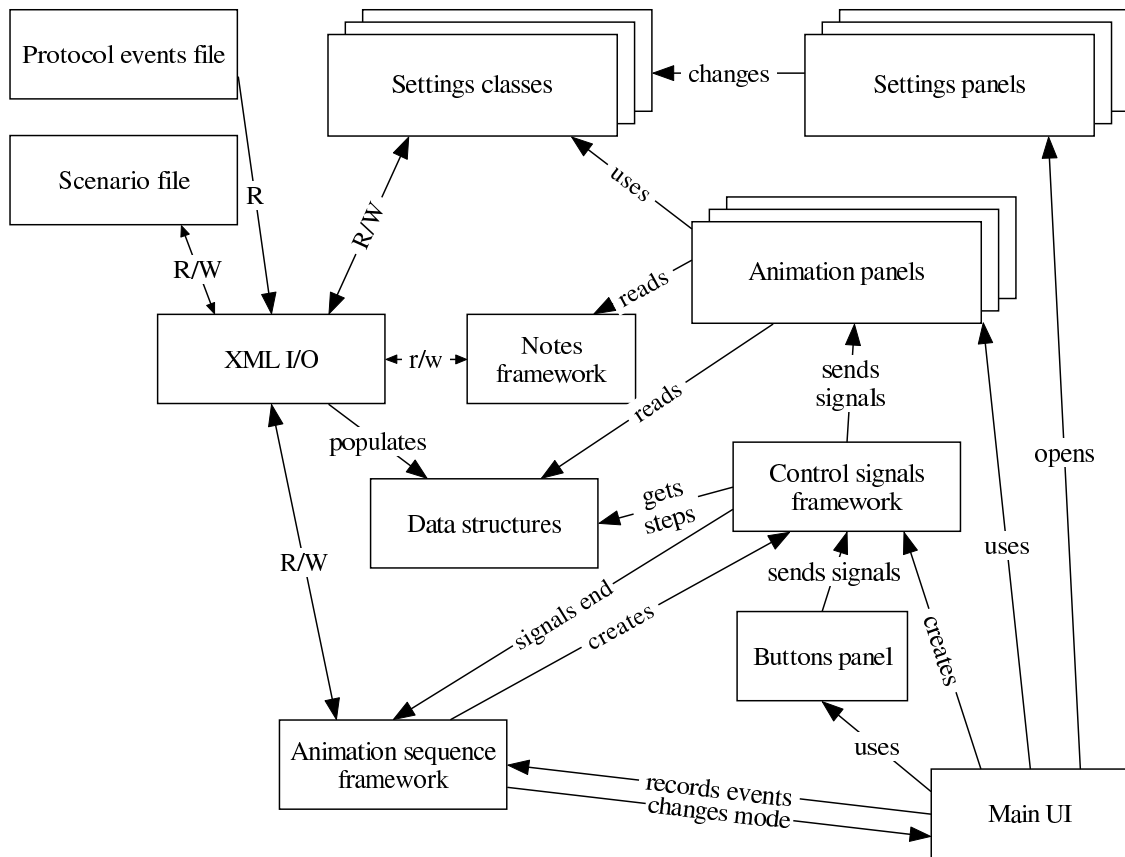 Protocol events file
Settings classes
changes
Settings panels
Scenario file
R
uses
R/W
R/W
Animation panels
reads
XML I/O
r/w
Notes
framework
sends
signals
reads
populates
opens
Control signals
framework
gets
steps
Data structures
R/W
uses
sends signals
signals end
creates
creates
Buttons panel
uses
Animation sequence
framework
records events
changes mode
Main UI